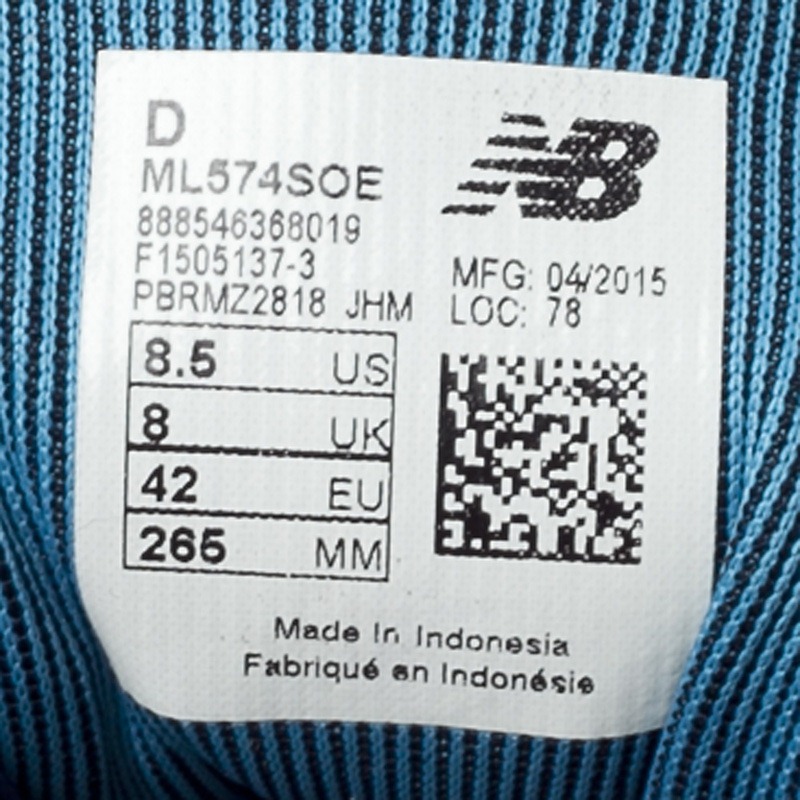 D
ML574SOE
888546368019
F1505137-3
PBRMZ2818 JHM
NB
MFG: 04/2015
LOC: 78
8.5 US
8 UK
42 EU
265 MM
Made In Indonesia
Fabriqué en Indonésie